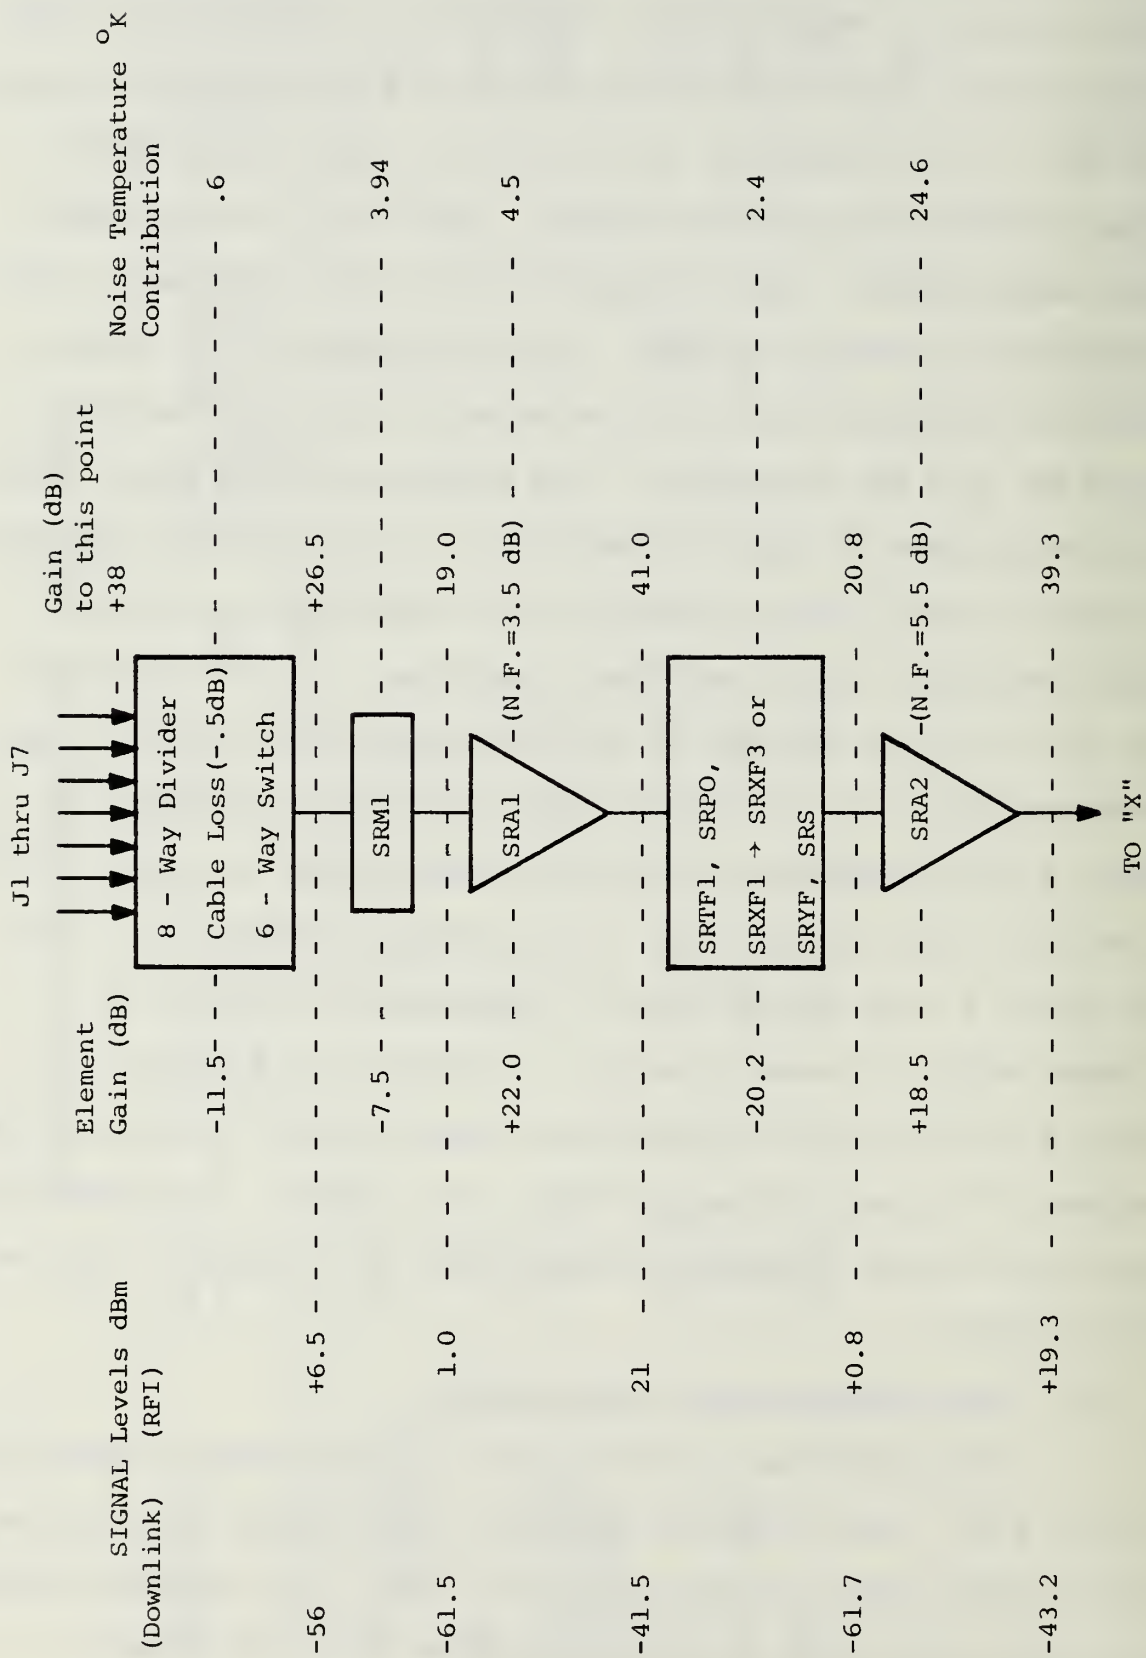 J1 thru J7
Gain (dB)
to this point
+38
Noise Temperature °K
Contribution
Element
Gain (dB)
SIGNAL Levels dBm
(Downlink) (RFI)
8 - Way Divider
Cable Loss(-.5dB)
6 - Way Switch
-11.5
.6
-56
+6.5
+26.5
-7.5
SRM1
3.94
-61.5
1.0
19.0
+22.0
SRA1
(N.F.=3.5 dB)
4.5
-41.5
21
41.0
-20.2
SRTF1, SRPO,
SRXF1 → SRXF3 or
SRYF, SRS
2.4
-61.7
+0.8
20.8
+18.5
SRA2
(N.F.=5.5 dB)
24.6
-43.2
+19.3
39.3
TO "X"